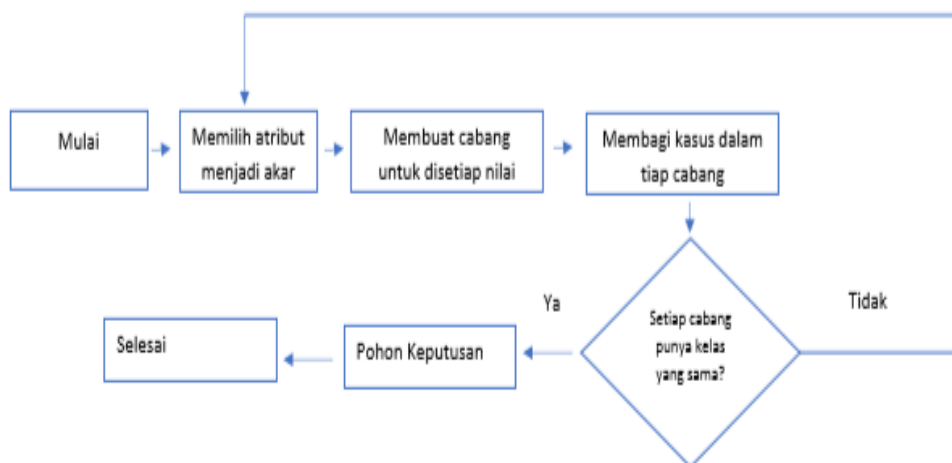 Mulai
Memilih atribut
menjadi akar
Membuat cabang
untuk disetiap nilai
Membagi kasus dalam
tiap cabang
Setiap cabang
punya kelas
yang sama?
Ya
Tidak
Pohon Keputusan
Selesai